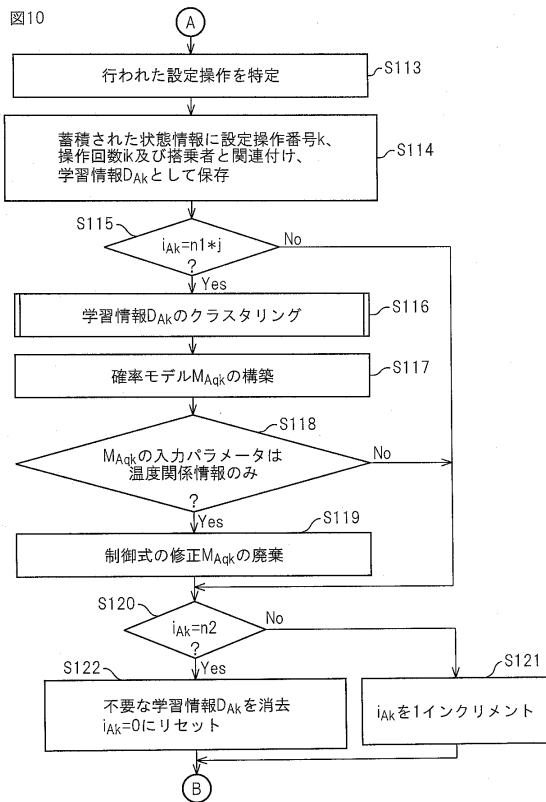 図10
A
行われた設定操作を特定
S113
蓄積された状態情報に設定操作番号k、
操作回数ik及び搭乗者と関連付け、
学習情報DAkとして保存
S114
S115
iAk=n1*j
?
No
Yes
学習情報DAkのクラスタリング
S116
確率モデルMAqkの構築
S117
S118
MAqkの入力パラメータは
温度関係情報のみ
?
No
Yes
S119
制御式の修正MAqkの廃棄
S120
iAk=n2
?
No
Yes
S122
不要な学習情報DAkを消去
iAk=0にリセット
S121
iAkを1インクリメント
B